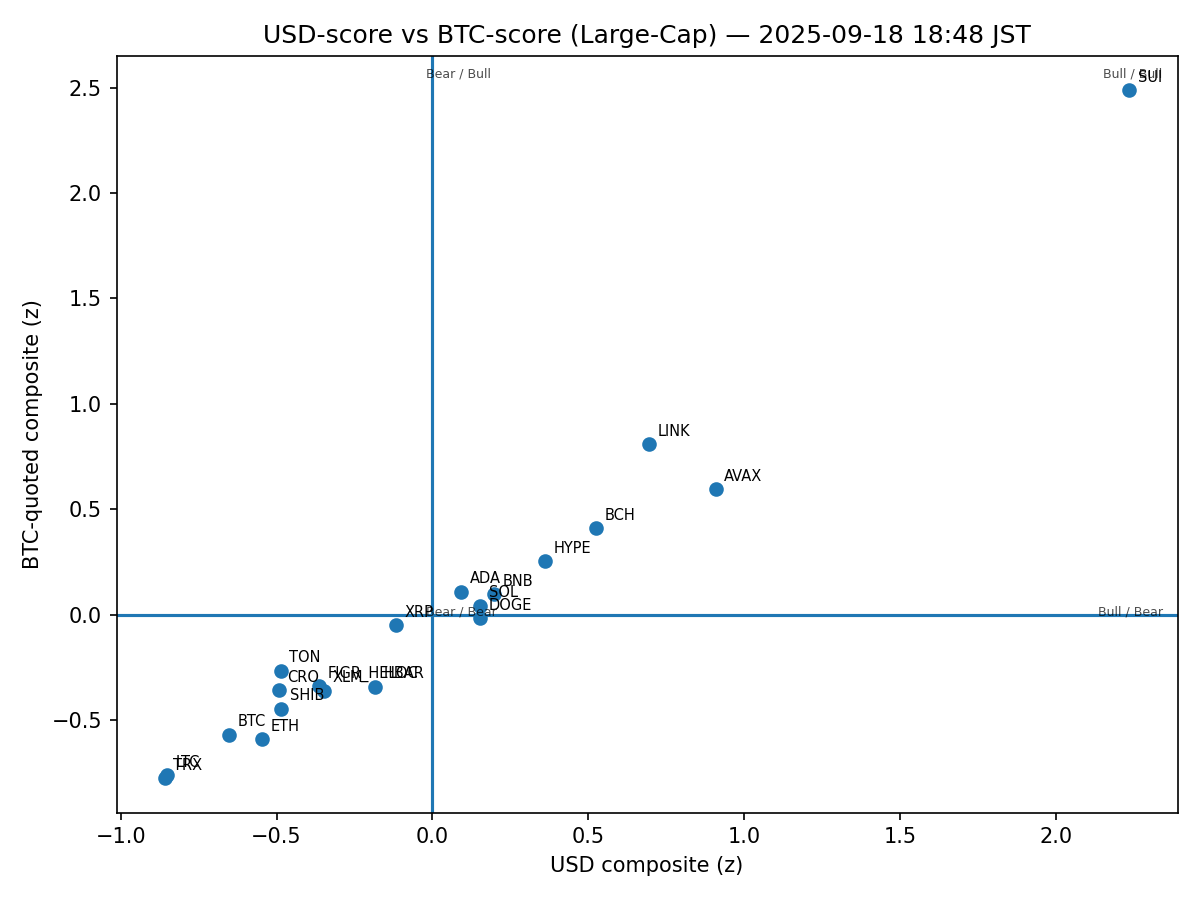 USD-score vs BTC-score (Large-Cap) — 2025-09-18 18:48 JST
Bear / Bull
Bull / Bull
SUI
2.5
2.0
1.5
1.0
0.5
0.0
−0.5
BTC-quoted composite (z)
LINK
AVAX
BCH
HYPE
ADA
BNB
SOL
DOGE
XRP
Bear / Bear
Bull / Bear
TON
CRO
FIGR_HELOC
XLM
HBAR
SHIB
BTC
ETH
LTC
TRX
−1.0
−0.5
0.0
0.5
1.0
1.5
2.0
USD composite (z)